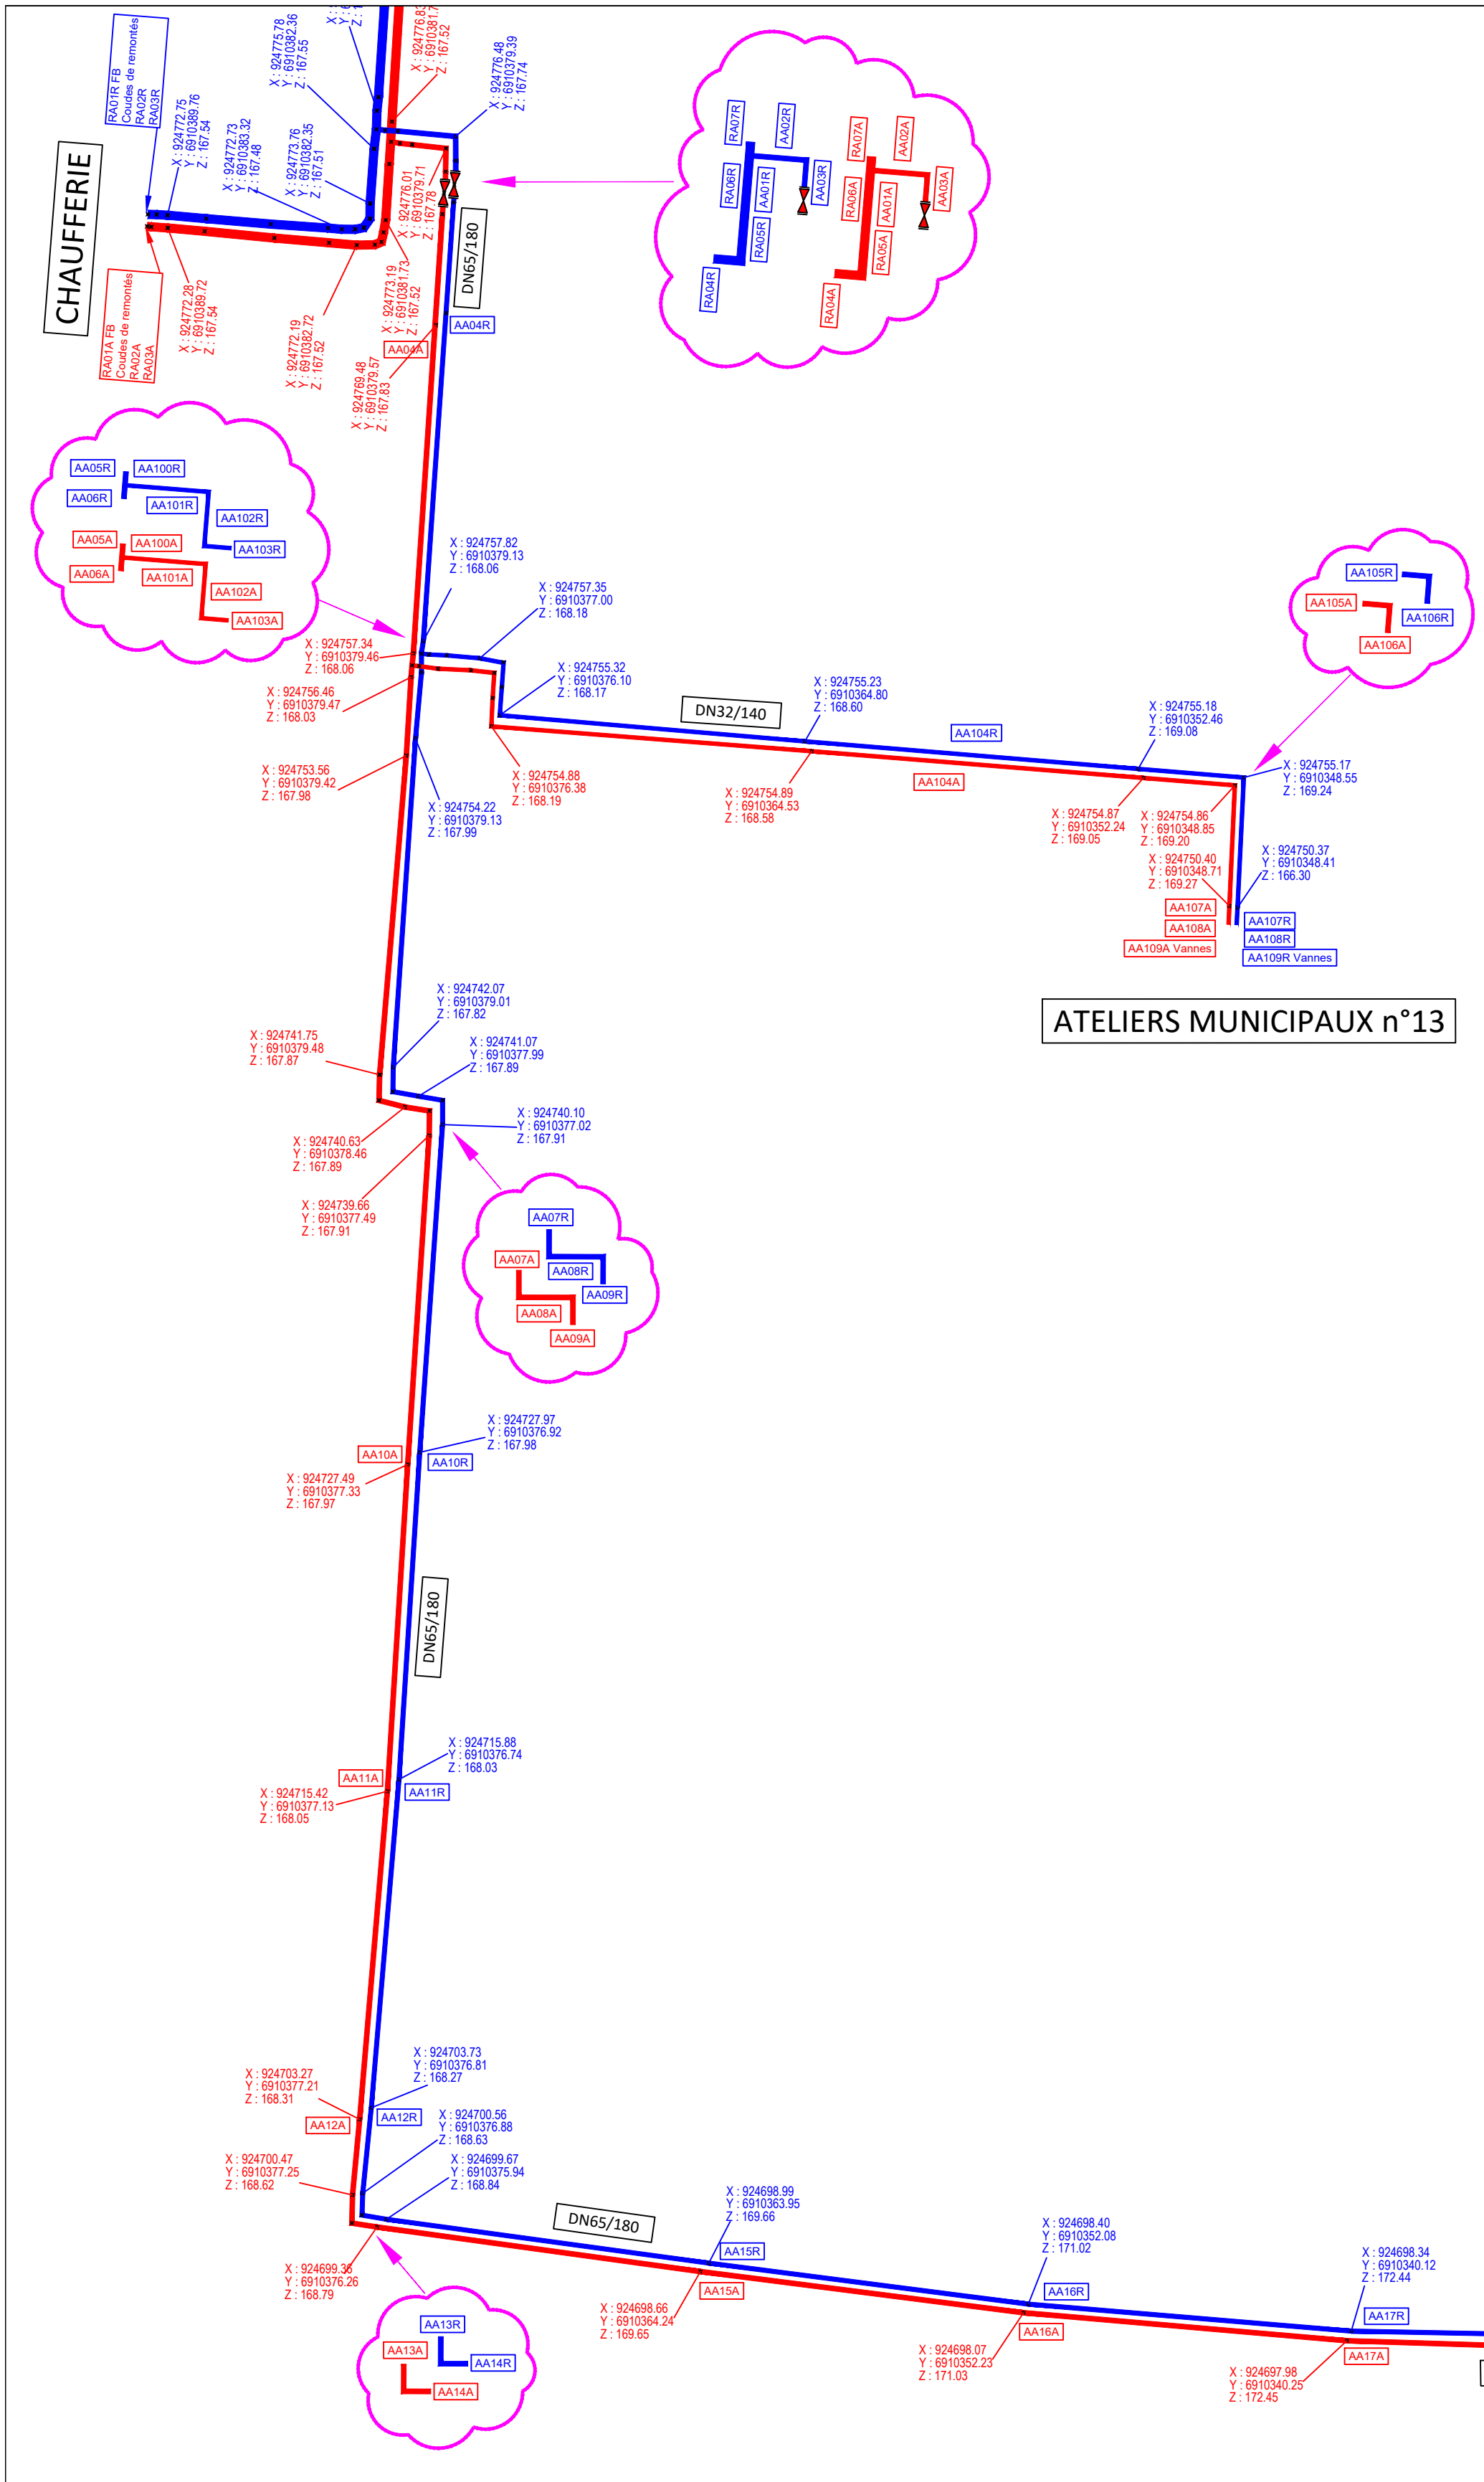 RA01R FB
Coudes de remontés
RA02R
RA03R
X : 924772.75
Y : 6910389.76
Z : 167.54
X : 924772.73
Y : 6910383.32
Z : 167.48
X : 924775.78
Y : 6910382.36
Z : 167.55
X : 924773.76
Y : 6910382.35
Z : 167.51
Z : 167.52
X : 924776.48
Y : 6910379.39
Z : 167.74
CHAUFFERIE
RA01A FB
Coudes de remontés
RA02A
RA03A
X : 924772.28
Y : 6910389.72
Z : 167.54
X : 924772.19
Y : 6910382.72
Z : 167.52
X : 924773.19
Y : 6910381.73
Z : 167.52
X : 924776.01
Y : 6910379.71
Z : 167.78
X : 924769.48
Y : 6910379.57
Z : 167.83
DN65/180
AA04R
AA04A
RA07R
AA02R
RA06R
AA01R
AA03R
RA05R
RA04R
RA07A
AA02A
RA06A
AA01A
AA03A
RA05A
RA04A
AA05R
AA100R
AA06R
AA101R
AA102R
AA103R
AA05A
AA100A
AA06A
AA101A
AA102A
AA103A
X : 924757.82
Y : 6910379.13
Z : 168.06
X : 924757.35
Y : 6910377.00
Z : 168.18
X : 924757.34
Y : 6910379.46
Z : 168.06
X : 924756.46
Y : 6910379.47
Z : 168.03
X : 924755.32
Y : 6910376.10
Z : 168.17
DN32/140
X : 924755.23
Y : 6910364.80
Z : 168.60
AA104R
X : 924755.18
Y : 6910352.46
Z : 169.08
AA105R
AA105A
AA106R
AA106A
X : 924755.17
Y : 6910348.55
Z : 169.24
X : 924753.56
Y : 6910379.42
Z : 167.98
X : 924754.22
Y : 6910379.13
Z : 167.99
X : 924754.88
Y : 6910376.38
Z : 168.19
X : 924754.89
Y : 6910364.53
Z : 168.58
AA104A
X : 924754.87
Y : 6910352.24
Z : 169.05
X : 924754.86
Y : 6910348.85
Z : 169.20
X : 924750.40
Y : 6910348.71
Z : 169.27
X : 924750.37
Y : 6910348.41
Z : 166.30
AA107A
AA108A
AA109A Vannes
AA107R
AA108R
AA109R Vannes
ATELIERS MUNICIPAUX n°13
X : 924742.07
Y : 6910379.01
Z : 167.82
X : 924741.75
Y : 6910379.48
Z : 167.87
X : 924741.07
Y : 6910377.99
Z : 167.89
X : 924740.10
Y : 6910377.02
Z : 167.91
X : 924740.63
Y : 6910378.46
Z : 167.89
X : 924739.66
Y : 6910377.49
Z : 167.91
AA07R
AA07A
AA08R
AA09R
AA08A
AA09A
X : 924727.97
Y : 6910376.92
Z : 167.98
AA10A
AA10R
X : 924727.49
Y : 6910377.33
Z : 167.97
DN65/180
X : 924715.88
Y : 6910376.74
Z : 168.03
AA11A
AA11R
X : 924715.42
Y : 6910377.13
Z : 168.05
X : 924703.73
Y : 6910376.81
Z : 168.27
X : 924703.27
Y : 6910377.21
Z : 168.31
AA12A
AA12R
X : 924700.56
Y : 6910376.88
Z : 168.63
X : 924700.47
Y : 6910377.25
Z : 168.62
X : 924699.67
Y : 6910375.94
Z : 168.84
X : 924699.36
Y : 6910376.26
Z : 168.79
DN65/180
X : 924698.99
Y : 6910363.95
Z : 169.66
AA15R
AA15A
X : 924698.66
Y : 6910364.24
Z : 169.65
X : 924698.40
Y : 6910352.08
Z : 171.02
AA16R
AA16A
X : 924698.07
Y : 6910352.23
Z : 171.03
X : 924698.34
Y : 6910340.12
Z : 172.44
AA17R
AA17A
X : 924697.98
Y : 6910340.25
Z : 172.45
AA13R
AA13A
AA14R
AA14A